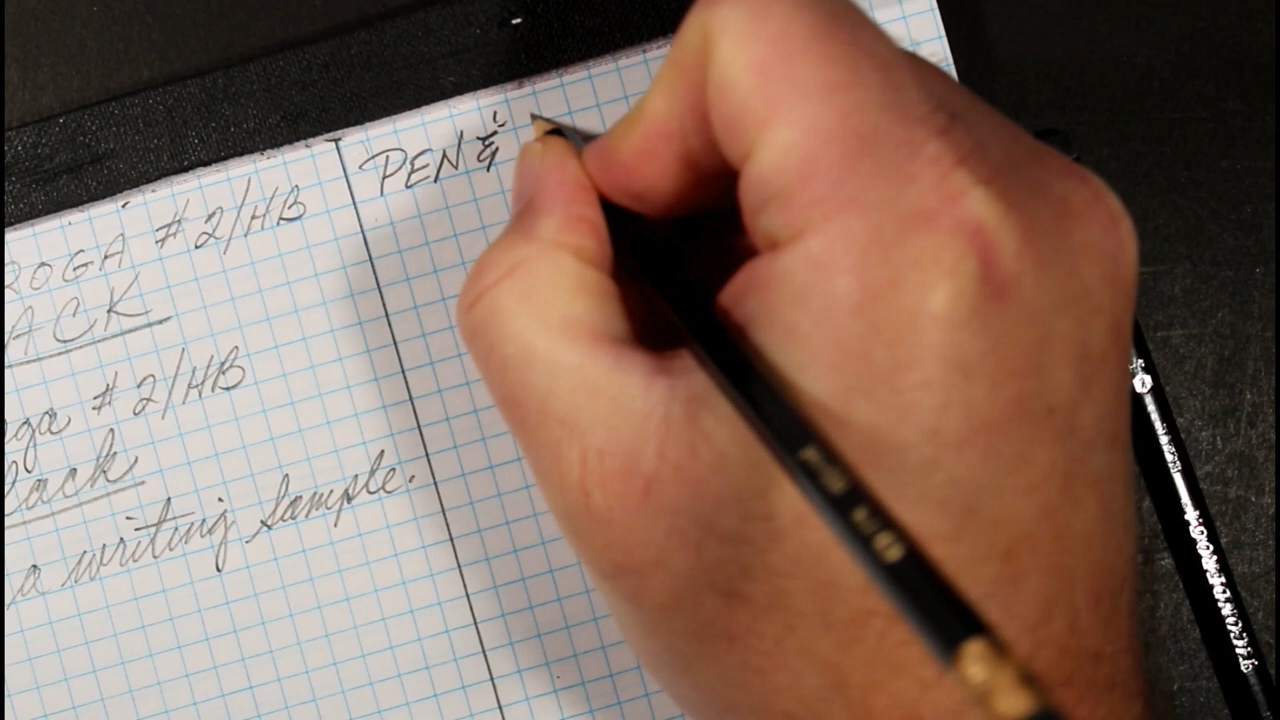 ROGA #2/HB
ACK
ga #2/HB
lack
a writing sample.
PEN &
TICONDEROGA